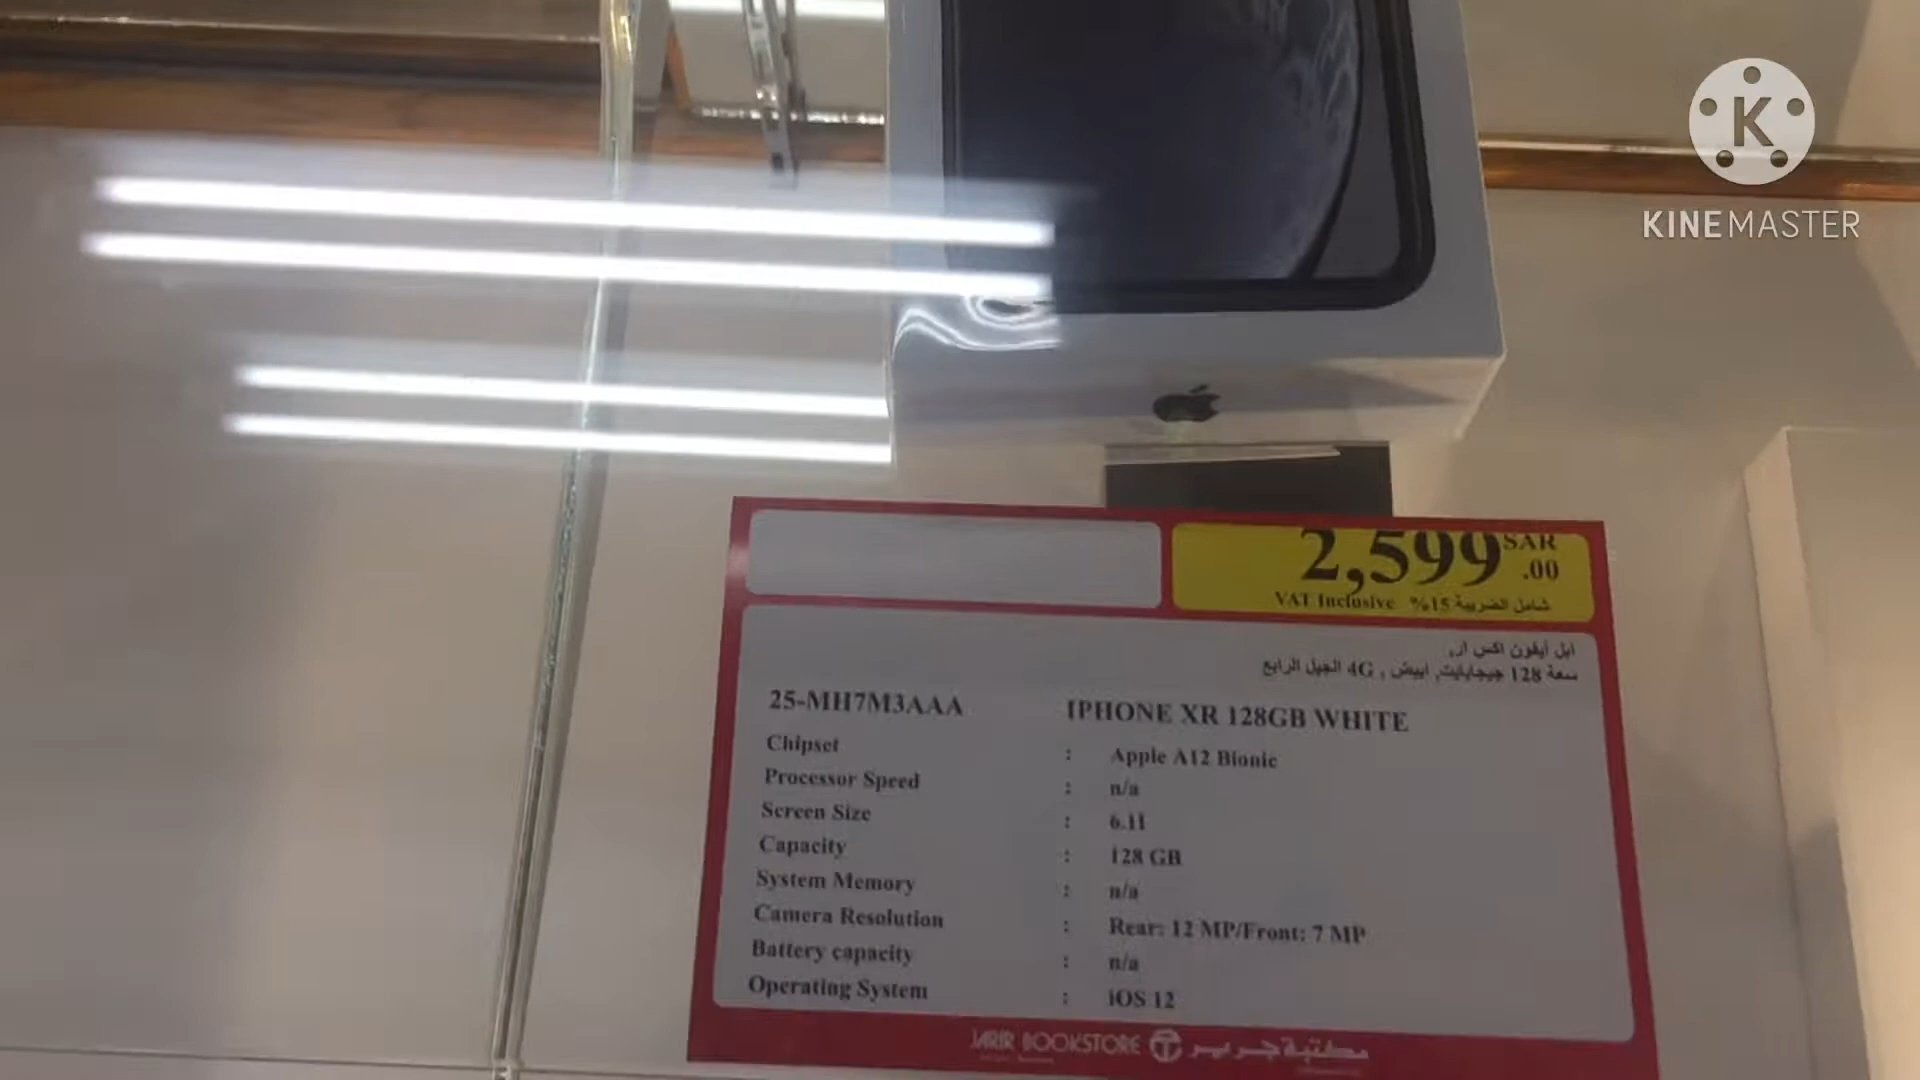 K
KINEMASTER
2,599 SAR .00
VAT Inclusive %15 شامل الضريبة
ابل أيفون اكس ار,
سعة 128 جيجابايت, ابيض , 4G الجيل الرابع
25-MH7M3AAA IPHONE XR 128GB WHITE
Chipset : Apple A12 Bionic
Processor Speed : n/a
Screen Size : 6.1I
Capacity : 128 GB
System Memory : n/a
Camera Resolution : Rear: 12 MP/Front: 7 MP
Battery capacity : n/a
Operating System : iOS 12
JARIR BOOKSTORE مكتبة جرير